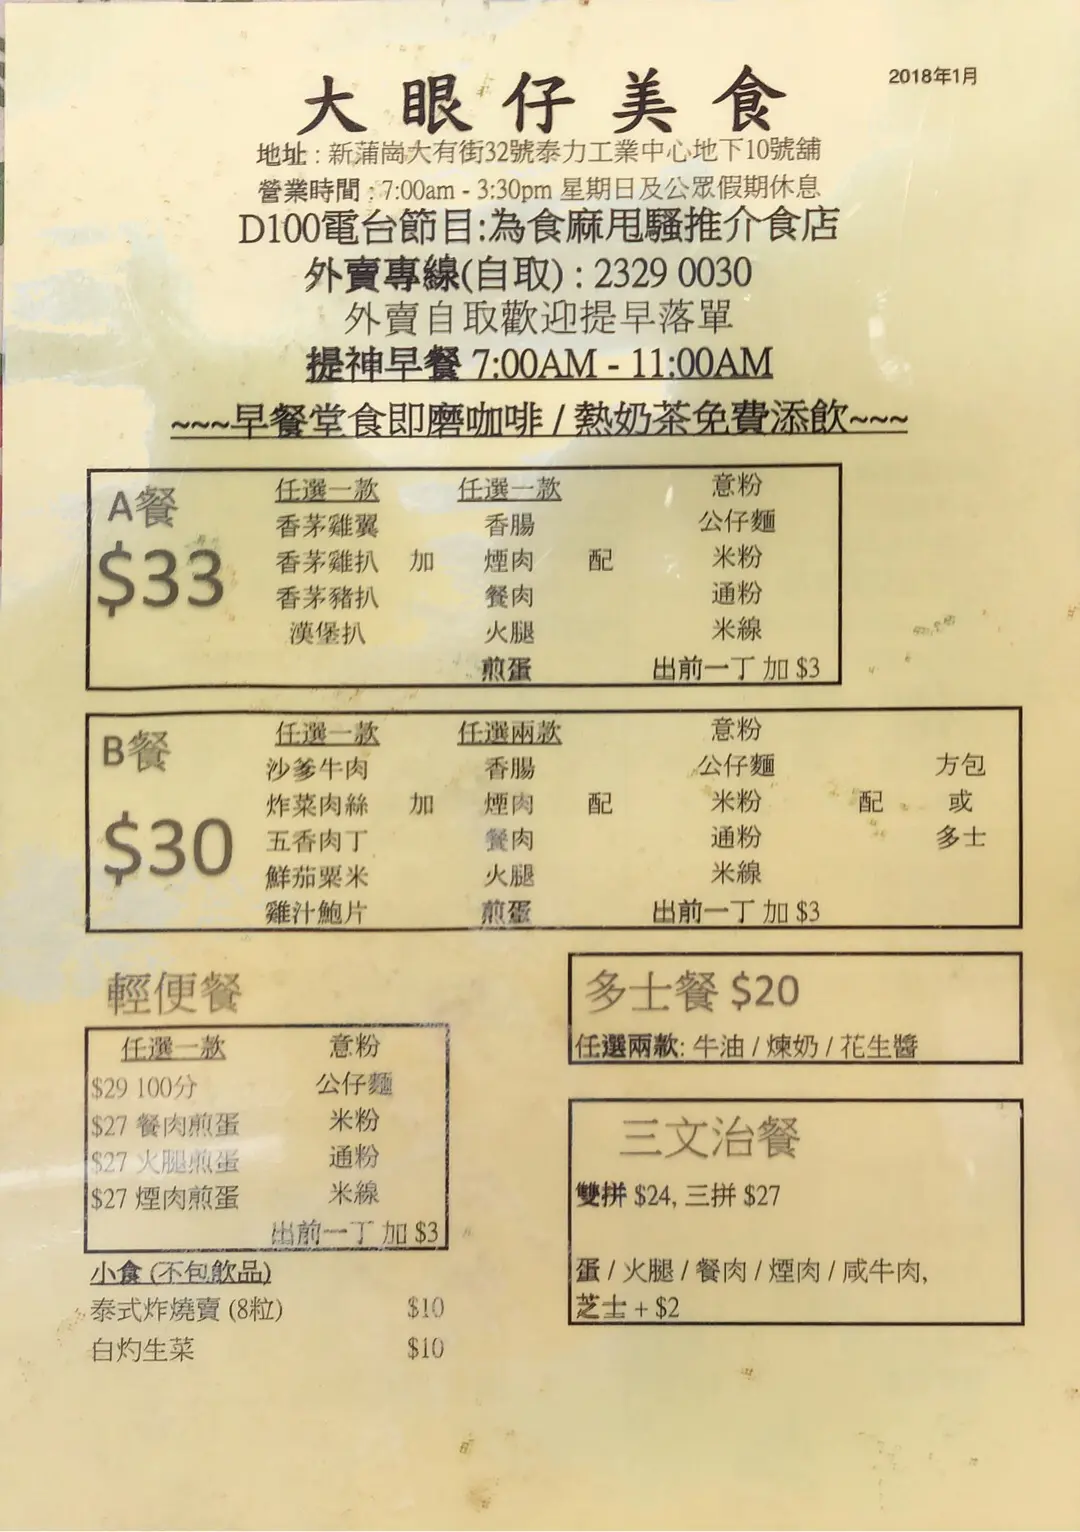 2018年1月
大眼仔美食
地址 : 新蒲崗大有街32號泰力工業中心地下10號舖
營業時間 : 7:00am - 3:30pm 星期日及公眾假期休息
D100電台節目:為食麻甩騷推介食店
外賣專線(自取) : 2329 0030
外賣自取歡迎提早落單
提神早餐 7:00AM - 11:00AM
~~~早餐堂食即磨咖啡 / 熱奶茶免費添飲~~~
A餐 任選一款 任選一款 意粉
香茅雞翼 香腸 公仔麵
$33 香茅雞扒 加 煙肉 配 米粉
香茅豬扒 餐肉 通粉
漢堡扒 火腿 米線
煎蛋 出前一丁 加 $3
B餐 任選一款 任選兩款 意粉
沙爹牛肉 香腸 公仔麵 方包
炸菜肉絲 加 煙肉 配 米粉 配 或
$30 五香肉丁 餐肉 通粉 多士
鮮茄粟米 火腿 米線
雞汁鮑片 煎蛋 出前一丁 加 $3
輕便餐
任選一款 意粉
$29 100分 公仔麵
$27 餐肉煎蛋 米粉
$27 火腿煎蛋 通粉
$27 煙肉煎蛋 米線
出前一丁 加 $3
小食 (不包飲品)
泰式炸燒賣 (8粒) $10
白灼生菜 $10
多士餐 $20
任選兩款: 牛油 / 煉奶 / 花生醬
三文治餐
雙拼 $24, 三拼 $27
蛋 / 火腿 / 餐肉 / 煙肉 / 咸牛肉,
芝士 + $2